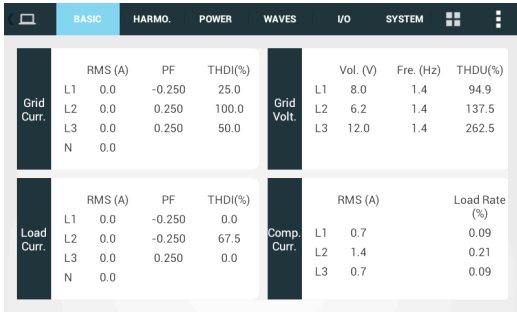 BASIC HARMO. POWER WAVES I/O SYSTEM
Grid Curr.
RMS (A) PF THDI(%)
L1 0.0 -0.250 25.0
L2 0.0 0.250 100.0
L3 0.0 0.250 50.0
N 0.0
Grid Volt.
Vol. (V) Fre. (Hz) THDU(%)
L1 8.0 1.4 94.9
L2 6.2 1.4 137.5
L3 12.0 1.4 262.5
Load Curr.
RMS (A) PF THDI(%)
L1 0.0 -0.250 0.0
L2 0.0 -0.250 67.5
L3 0.0 0.250 0.0
N 0.0
Comp. Curr.
RMS (A) Load Rate (%)
L1 0.7 0.09
L2 1.4 0.21
L3 0.7 0.09